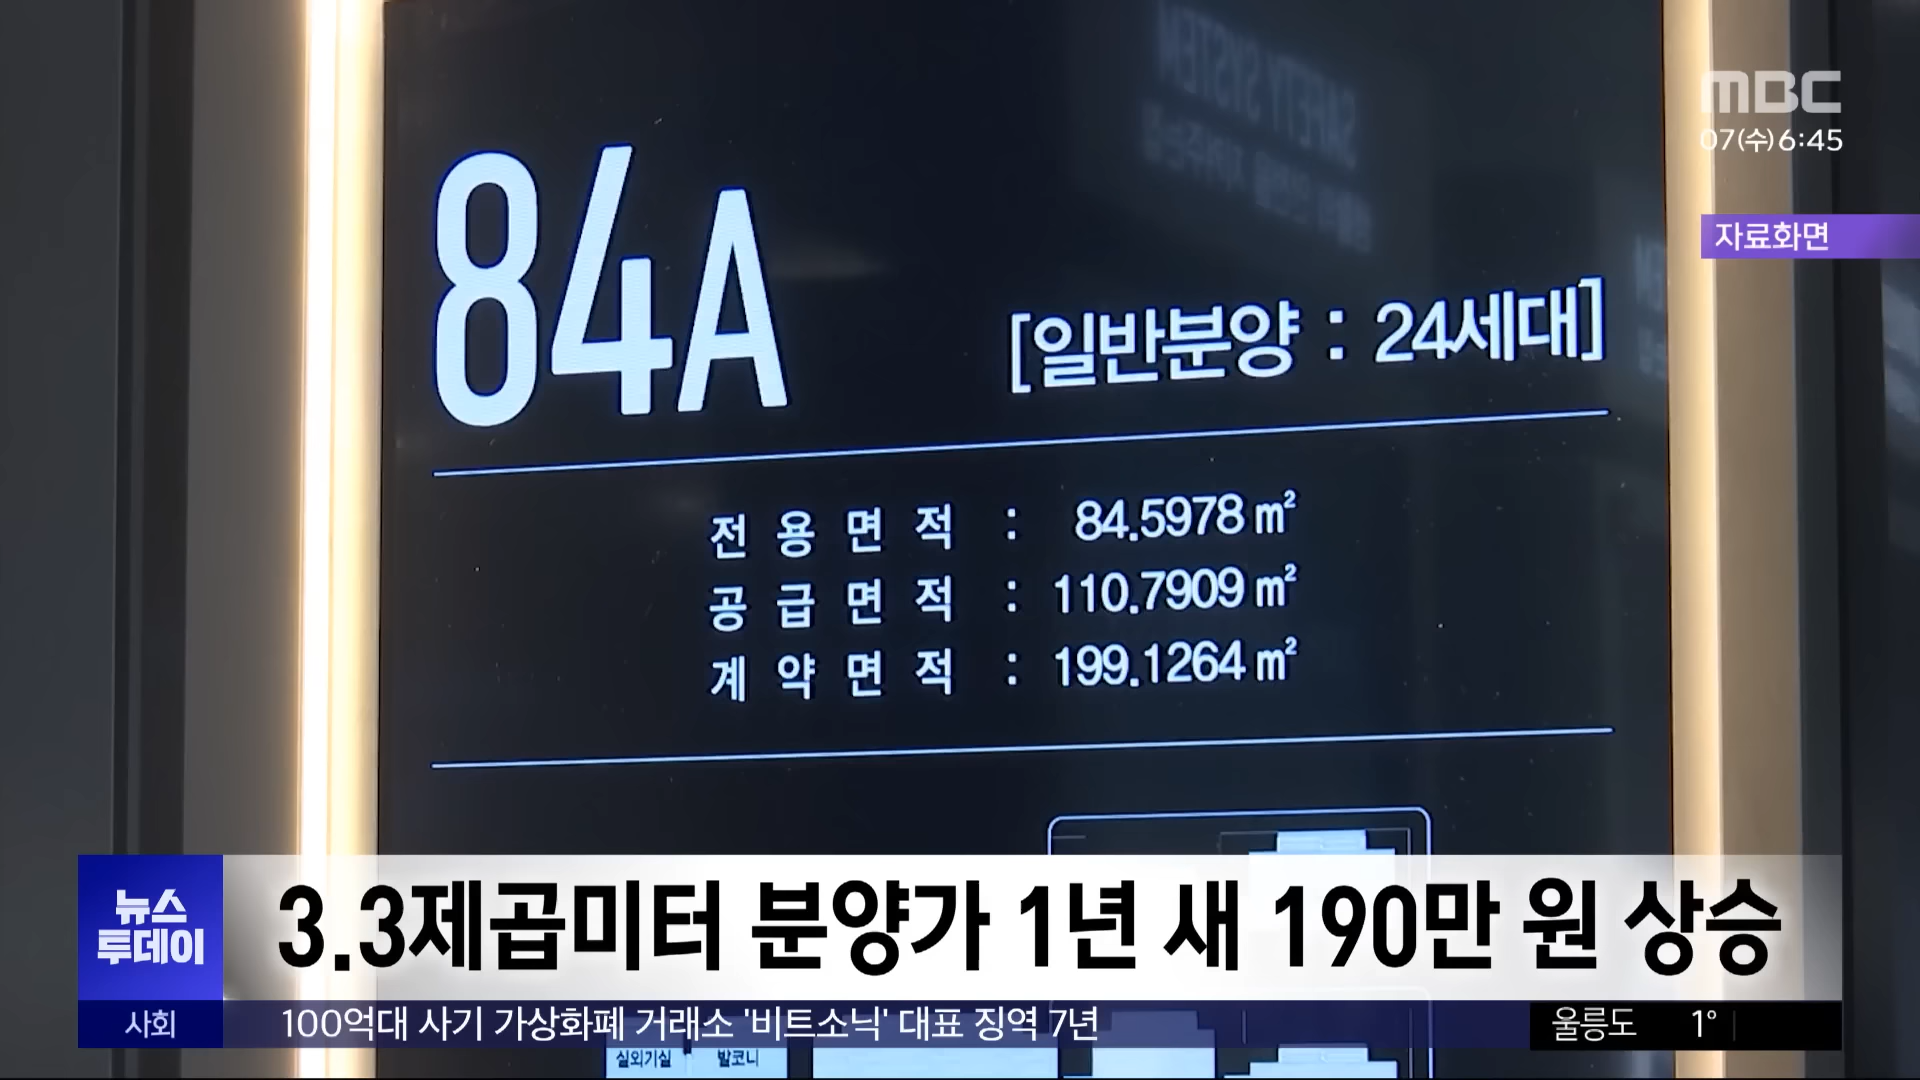 MBC
07(수)6:45
자료화면
84A
[일반분양 : 24세대]
전용면적 : 84.5978㎡
공급면적 : 110.7909㎡
계약면적 : 199.1264㎡
뉴스
투데이
3.3제곱미터 분양가 1년 새 190만 원 상승
사회
100억대 사기 가상화폐 거래소 '비트소닉' 대표 징역 7년
울릉도 1°
실외기실 발코니
SAFETY SYSTEM